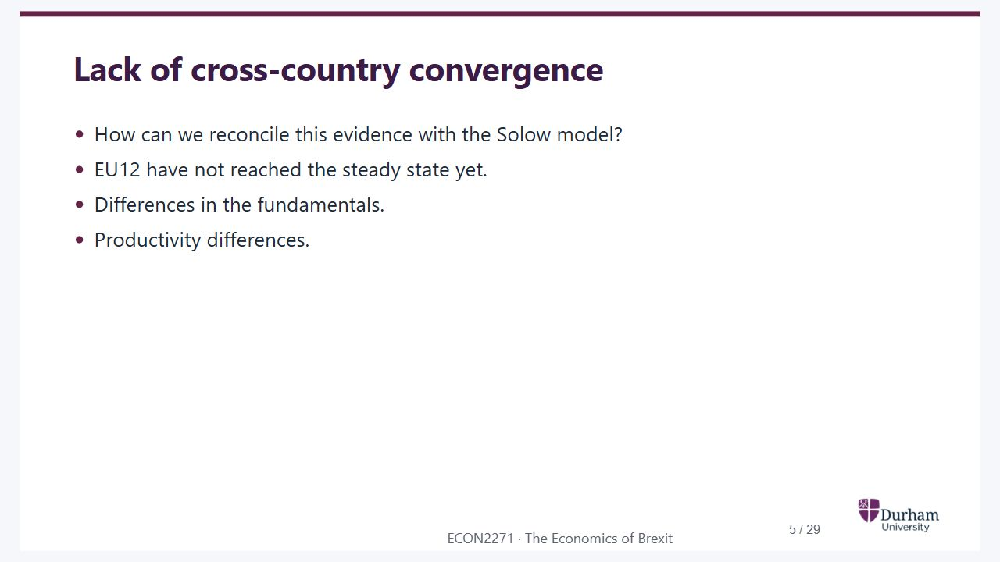 Lack of cross-country convergence
• How can we reconcile this evidence with the Solow model?
• EU12 have not reached the steady state yet.
• Differences in the fundamentals.
• Productivity differences.
ECON2271 · The Economics of Brexit
5 / 29
Durham
University